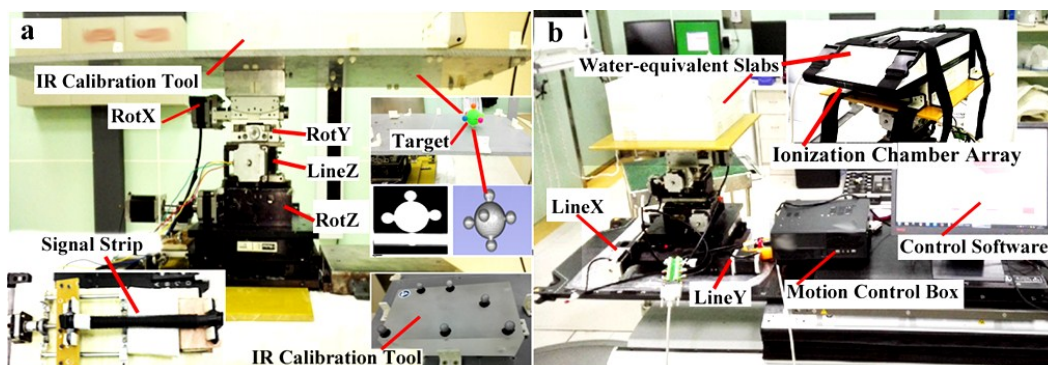 a
IR Calibration Tool
RotX
RotY
Target
LineZ
RotZ
Signal Strip
IR Calibration Tool
b
Water-equivalent Slabs
Ionization Chamber Array
LineX
Control Software
LineY
Motion Control Box